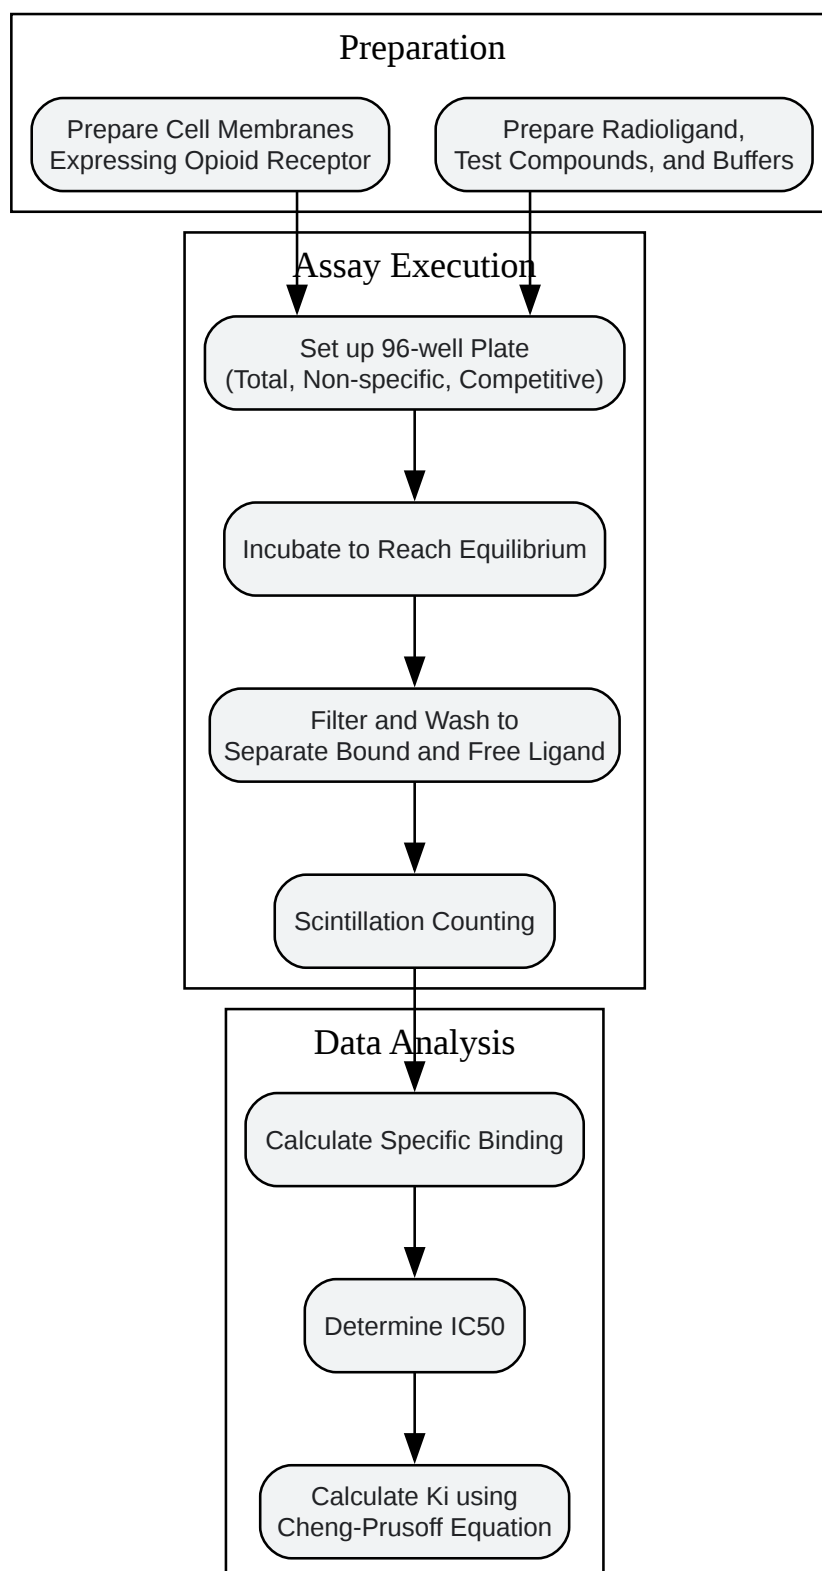 Preparation
Prepare Cell Membranes
Expressing Opioid Receptor
Prepare Radioligand,
Test Compounds, and Buffers
Assay Execution
Set up 96-well Plate
(Total, Non-specific, Competitive)
Incubate to Reach Equilibrium
Filter and Wash to
Separate Bound and Free Ligand
Scintillation Counting
Data Analysis
Calculate Specific Binding
Determine IC50
Calculate Ki using
Cheng-Prusoff Equation